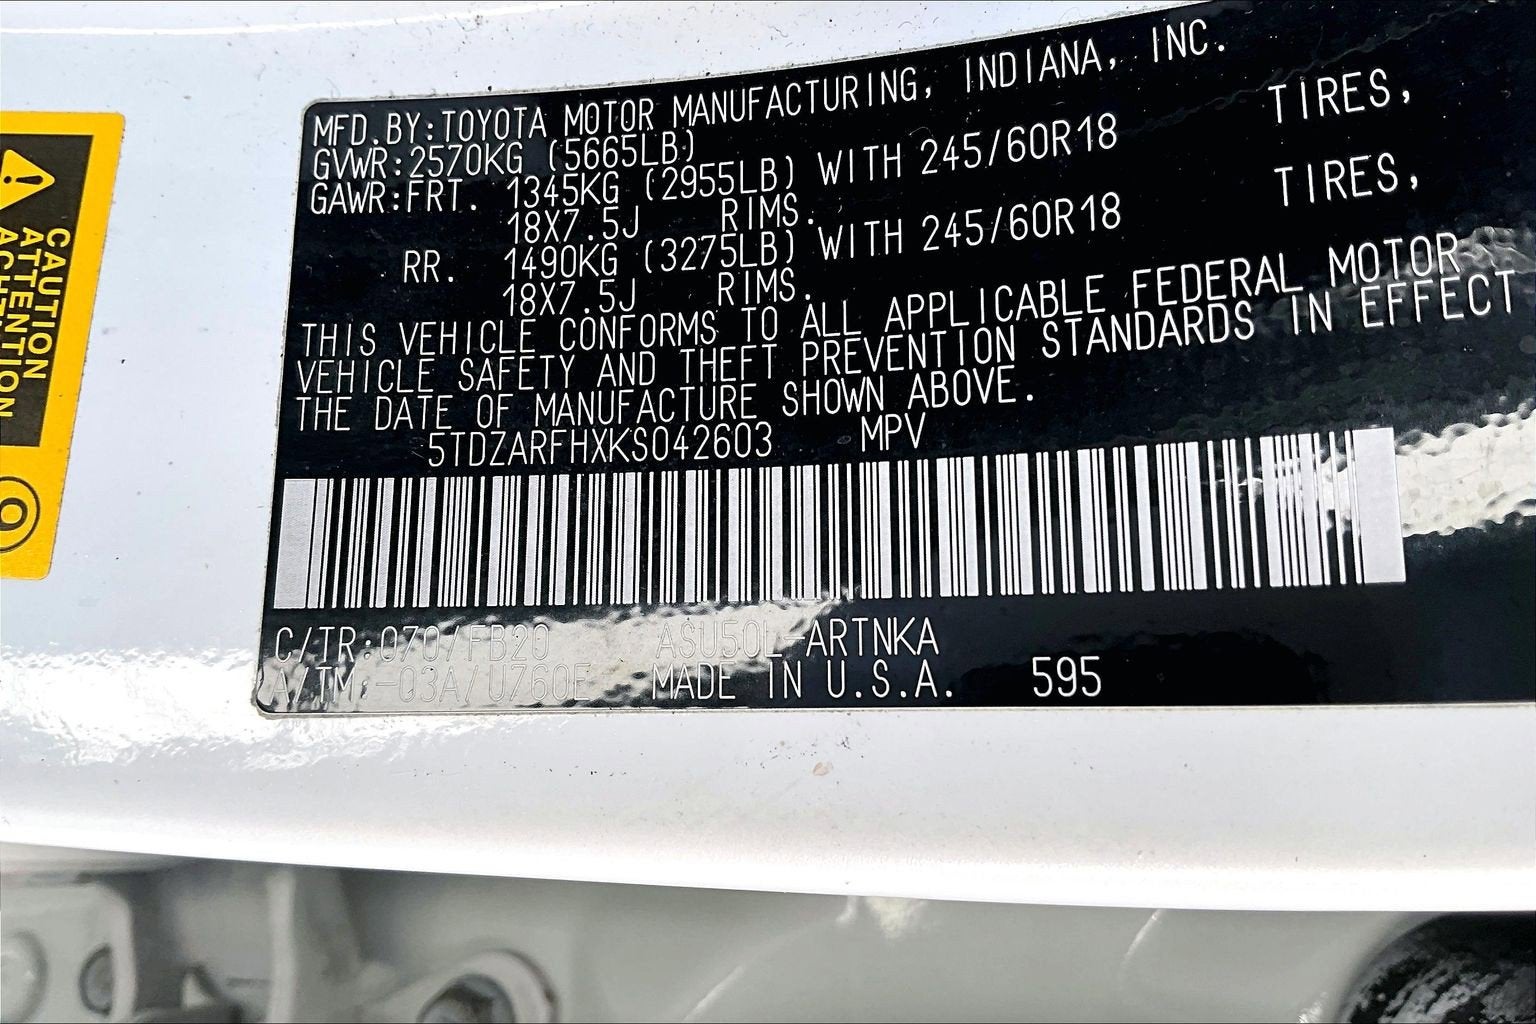 MFD.BY:TOYOTA MOTOR MANUFACTURING, INDIANA, INC.
GVWR:2570KG (5665LB)
GAWR:FRT. 1345KG (2955LB) WITH 245/60R18 TIRES,
18X7.5J RIMS.
RR. 1490KG (3275LB) WITH 245/60R18 TIRES,
18X7.5J RIMS.
THIS VEHICLE CONFORMS TO ALL APPLICABLE FEDERAL MOTOR
VEHICLE SAFETY AND THEFT PREVENTION STANDARDS IN EFFECT
THE DATE OF MANUFACTURE SHOWN ABOVE.
5TDZARFHXKS042603 MPV
C/TR:070/FB20 ASU50L-ARTNKA
A/TM:-03A/U760E MADE IN U.S.A. 595
CAUTION
ATTENTION